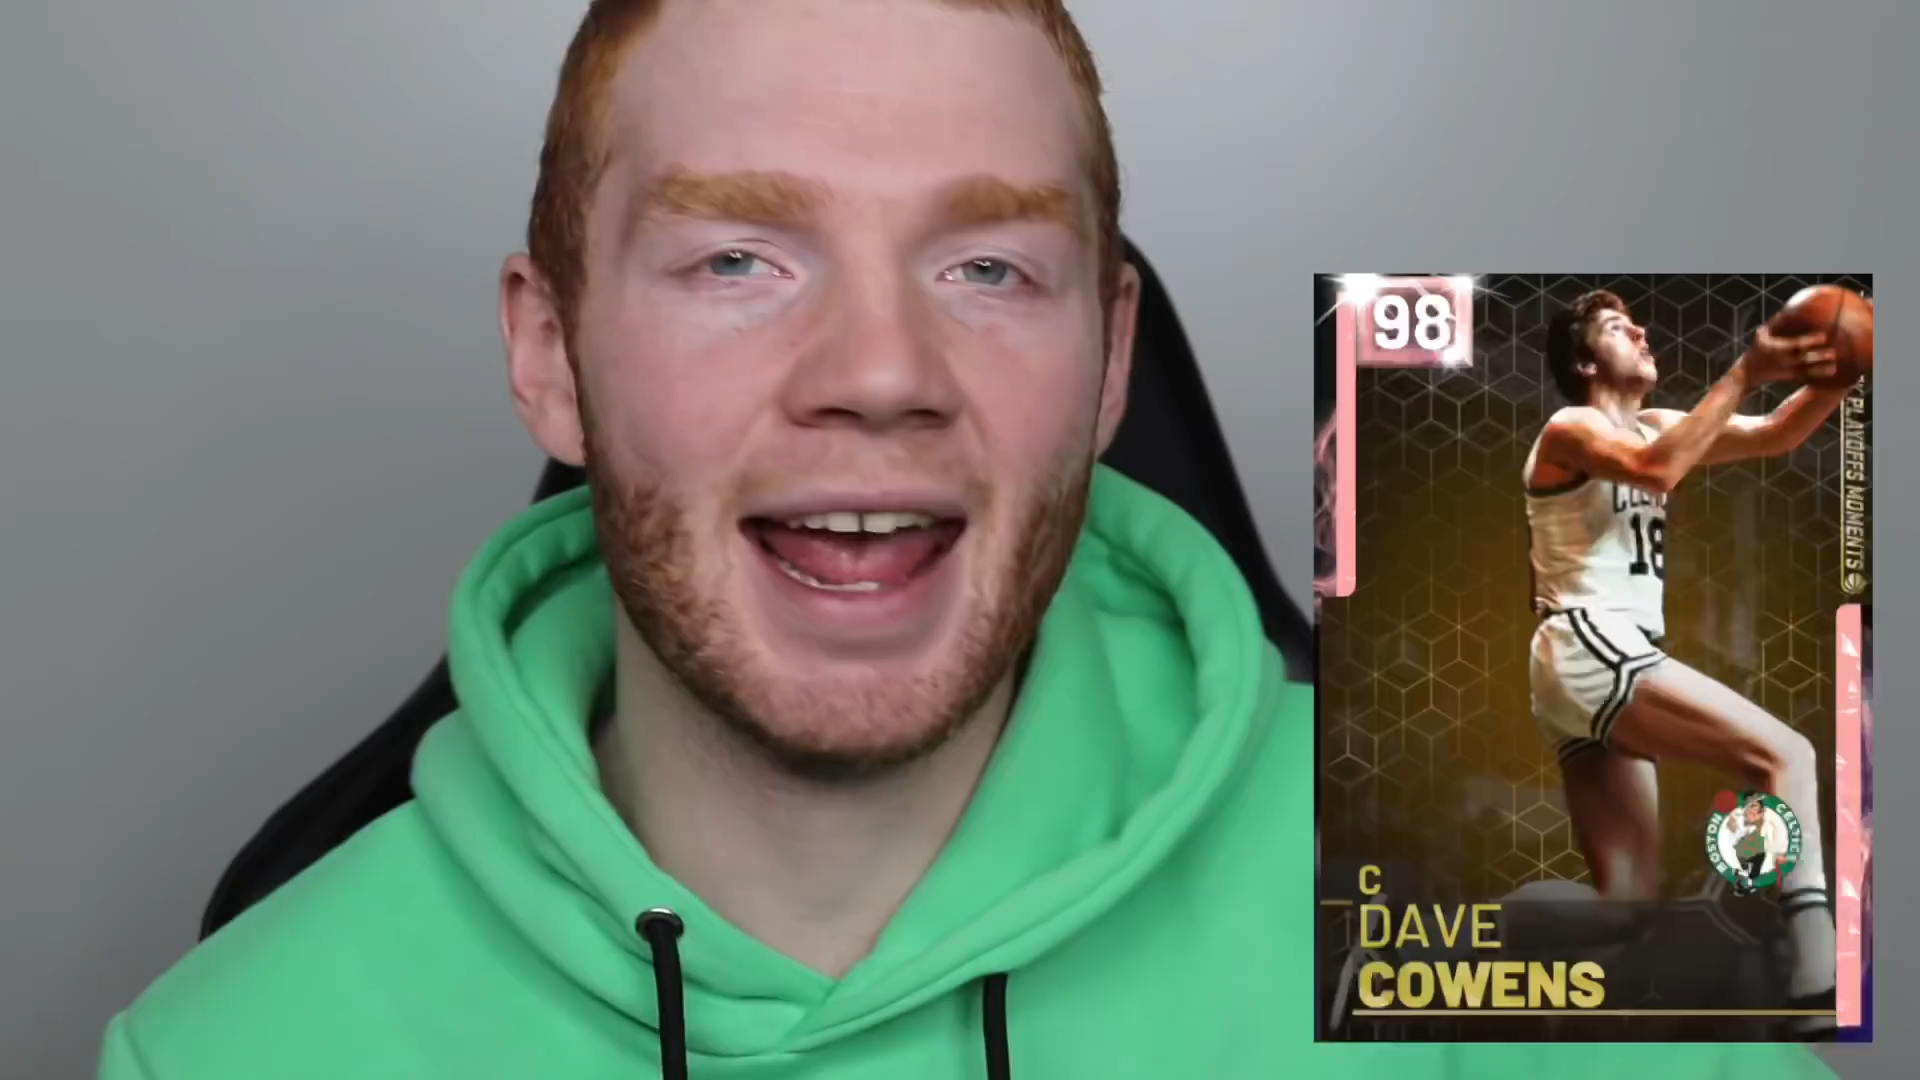 98
PLAYOFFS MOMENTS
18
BOSTON CELTICS
C
DAVE
COWENS